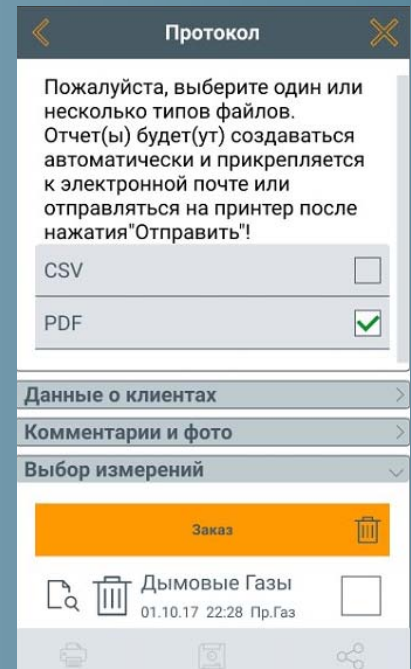 Протокол
Пожалуйста, выберите один или
несколько типов файлов.
Отчет(ы) будет(ут) создаваться
автоматически и прикрепляется
к электронной почте или
отправляться на принтер после
нажатия"Отправить"!
CSV
PDF
Данные о клиентах
Комментарии и фото
Выбор измерений
Заказ
Дымовые Газы
01.10.17 22:28 Пр.Газ